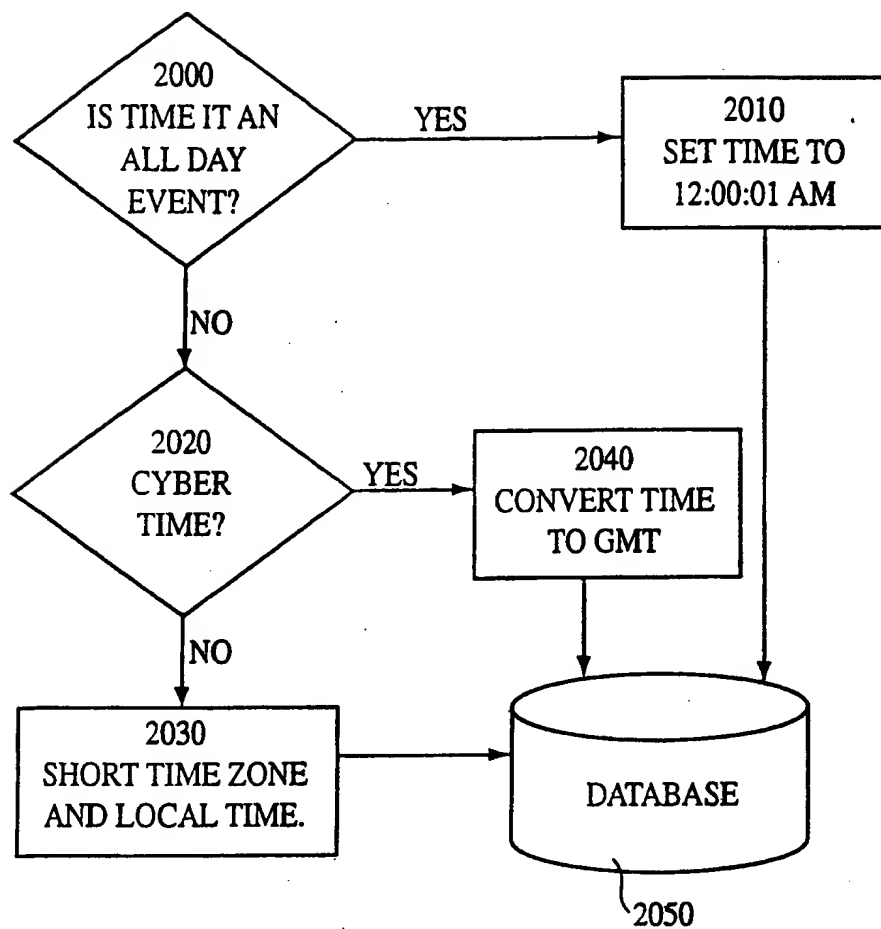 2000
IS TIME IT AN
ALL DAY
EVENT?
YES
2010
SET TIME TO
12:00:01 AM
NO
2020
CYBER
TIME?
YES
2040
CONVERT TIME
TO GMT
NO
2030
SHORT TIME ZONE
AND LOCAL TIME.
DATABASE
2050